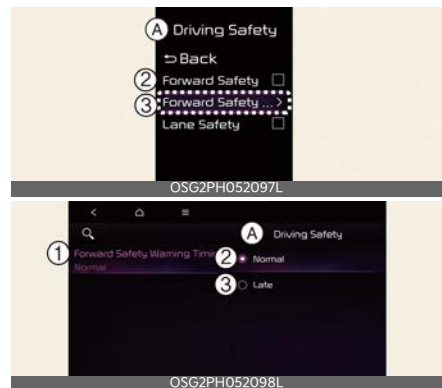 A Driving Safety
Back
2 Forward Safety
3 Forward Safety ... >
Lane Safety
OSG2PH052097L
A Driving Safety
1 Forward Safety Warning Timi
Normal
2 Normal
3 Late
OSG2PH052098L